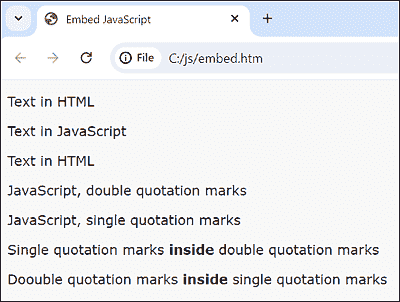 Embed JavaScript
File
C:/js/embed.htm
Text in HTML
Text in JavaScript
Text in HTML
JavaScript, double quotation marks
JavaScript, single quotation marks
Single quotation marks inside double quotation marks
Doouble quotation marks inside single quotation marks